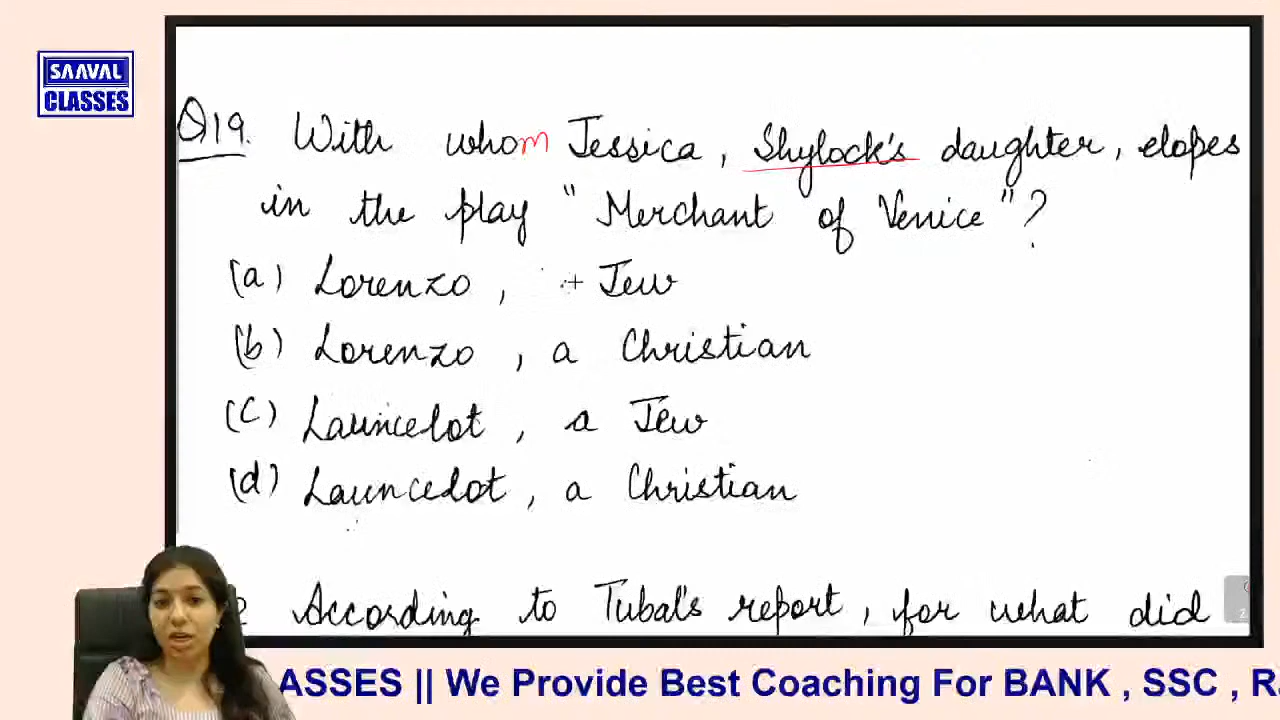 SAAVAL
CLASSES
Q19. With whom Jessica, Shylock's daughter, elopes
in the play "Merchant of Venice"?
(a) Lorenzo, Jew
(b) Lorenzo, a Christian
(c) Launcelot, a Jew
(d) Launcelot, a Christian
According to Tubal's report, for what did
ASSES || We Provide Best Coaching For BANK , SSC ,